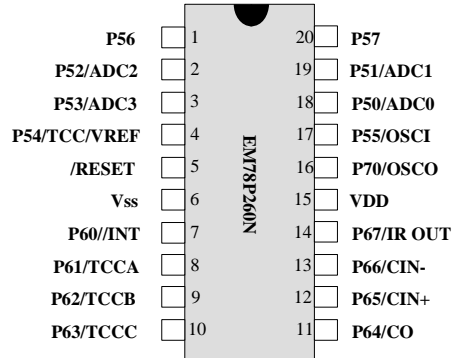 P56 1 20 P57
P52/ADC2 2 19 P51/ADC1
P53/ADC3 3 18 P50/ADC0
P54/TCC/VREF 4 17 P55/OSCI
/RESET 5 16 P70/OSCO
Vss 6 15 VDD
P60//INT 7 14 P67/IR OUT
P61/TCCA 8 13 P66/CIN-
P62/TCCB 9 12 P65/CIN+
P63/TCCC 10 11 P64/CO
EM78P260N